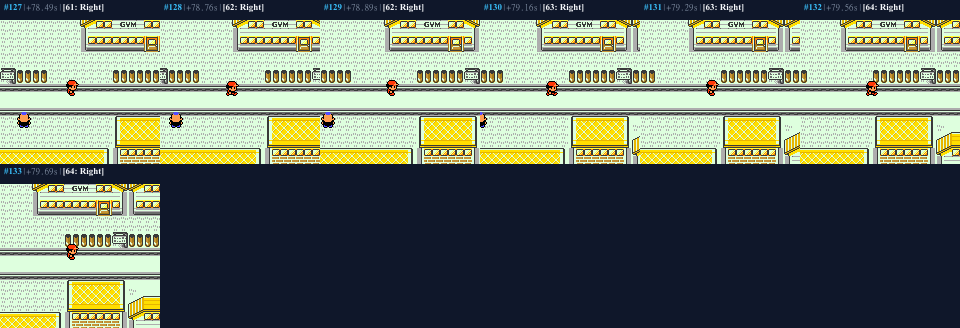 #127|+78.49s|[61: Right]
#128|+78.76s|[62: Right]
#129|+78.89s|[62: Right]
#130|+79.16s|[63: Right]
#131|+79.29s|[63: Right]
#132|+79.56s|[64: Right]
GYM
GYM
GYM
GYM
GYM
GYM
#133|+79.69s|[64: Right]
GYM